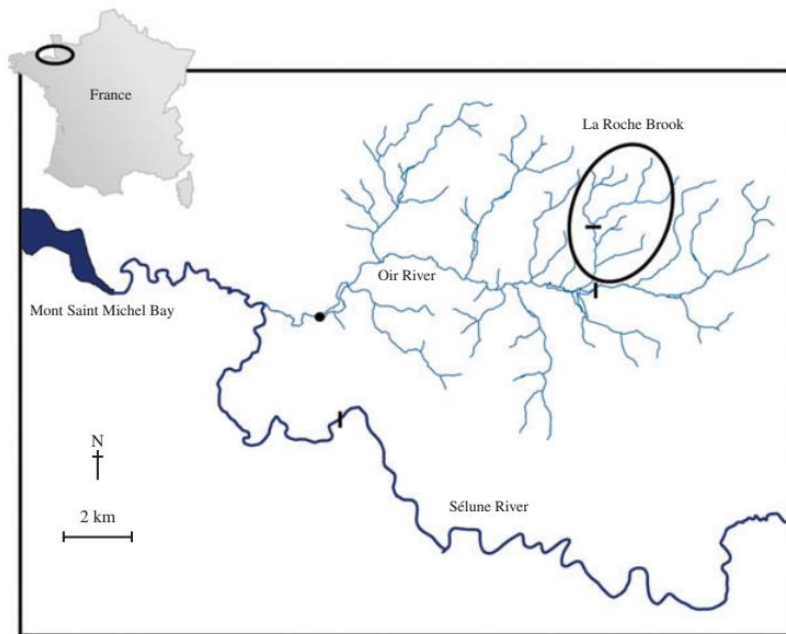 France
La Roche Brook
Oir River
Mont Saint Michel Bay
N
2 km
Sélune River